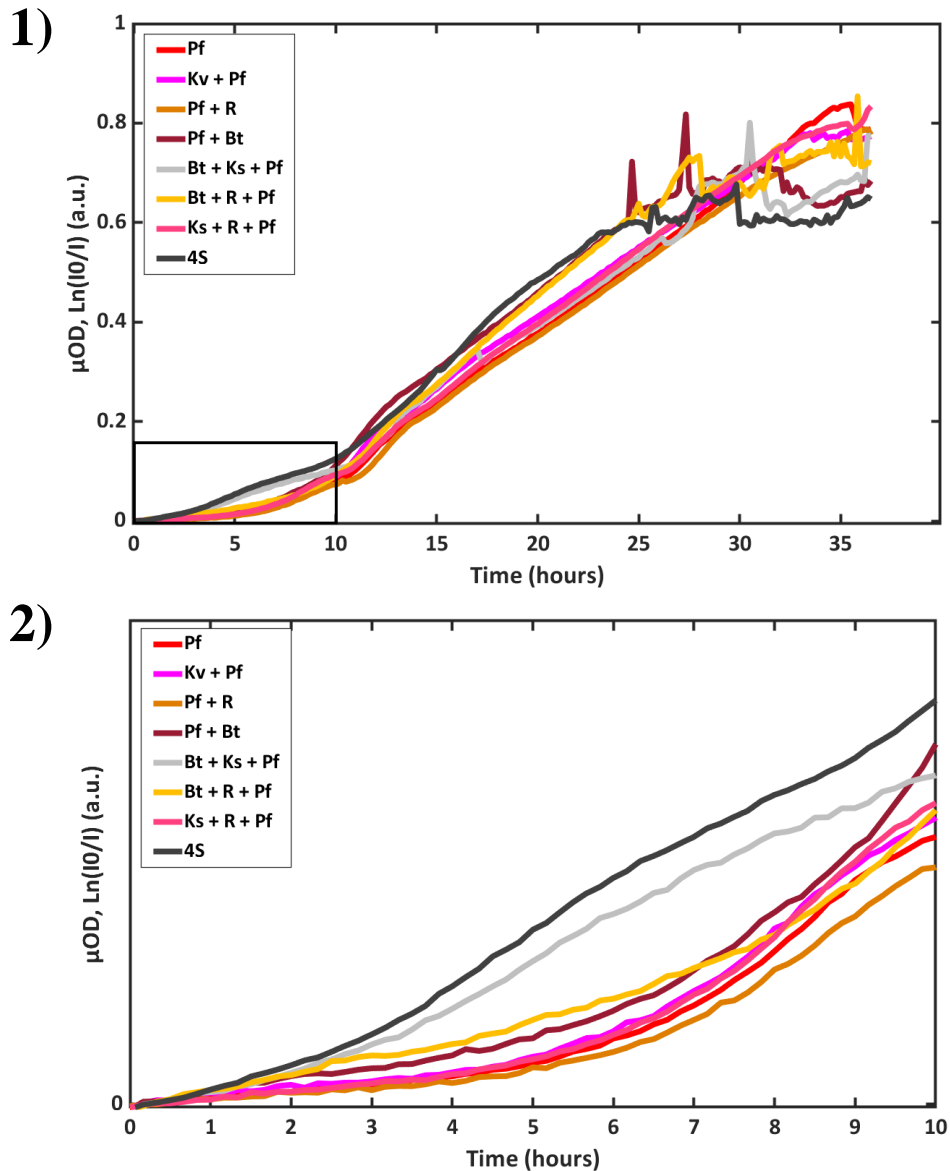 1)
1
0.8
0.6
0.4
0.2
0
µOD, Ln(I0/I) (a.u.)
Pf
Kv + Pf
Pf + R
Pf + Bt
Bt + Ks + Pf
Bt + R + Pf
Ks + R + Pf
4S
0 5 10 15 20 25 30 35
Time (hours)
2)
µOD, Ln(I0/I) (a.u.)
Pf
Kv + Pf
Pf + R
Pf + Bt
Bt + Ks + Pf
Bt + R + Pf
Ks + R + Pf
4S
0
0 1 2 3 4 5 6 7 8 9 10
Time (hours)